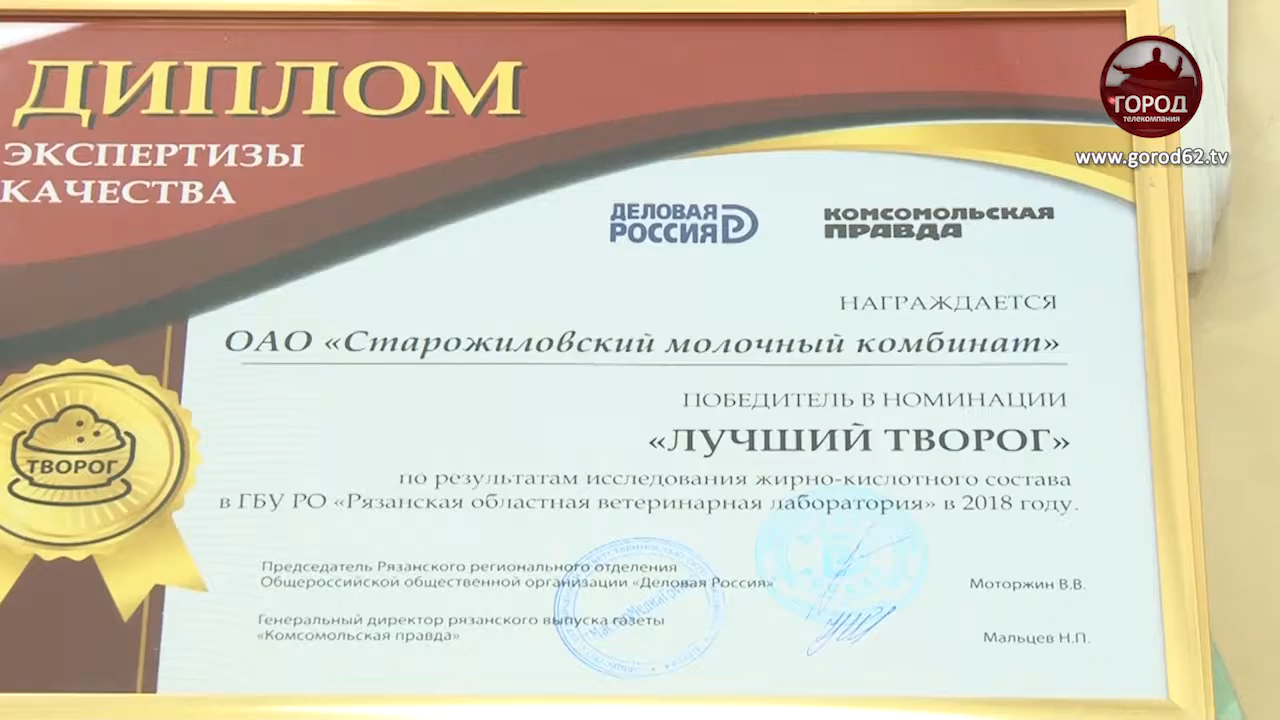 ДИПЛОМ
ЭКСПЕРТИЗЫ
КАЧЕСТВА
ГОРОД
телекомпания
www.gorod62.tv
ДЕЛОВАЯ
РОССИЯ
КОМСОМОЛЬСКАЯ
ПРАВДА
НАГРАЖДАЕТСЯ
ОАО «Старожиловский молочный комбинат»
ПОБЕДИТЕЛЬ В НОМИНАЦИИ
«ЛУЧШИЙ ТВОРОГ»
ТВОРОГ
по результатам исследования жирно-кислотного состава
в ГБУ РО «Рязанская областная ветеринарная лаборатория» в 2018 году.
Председатель Рязанского регионального отделения
Общероссийской общественной организации «Деловая Россия»
Моторжин В.В.
Генеральный директор рязанского выпуска газеты
«Комсомольская правда»
Мальцев Н.П.